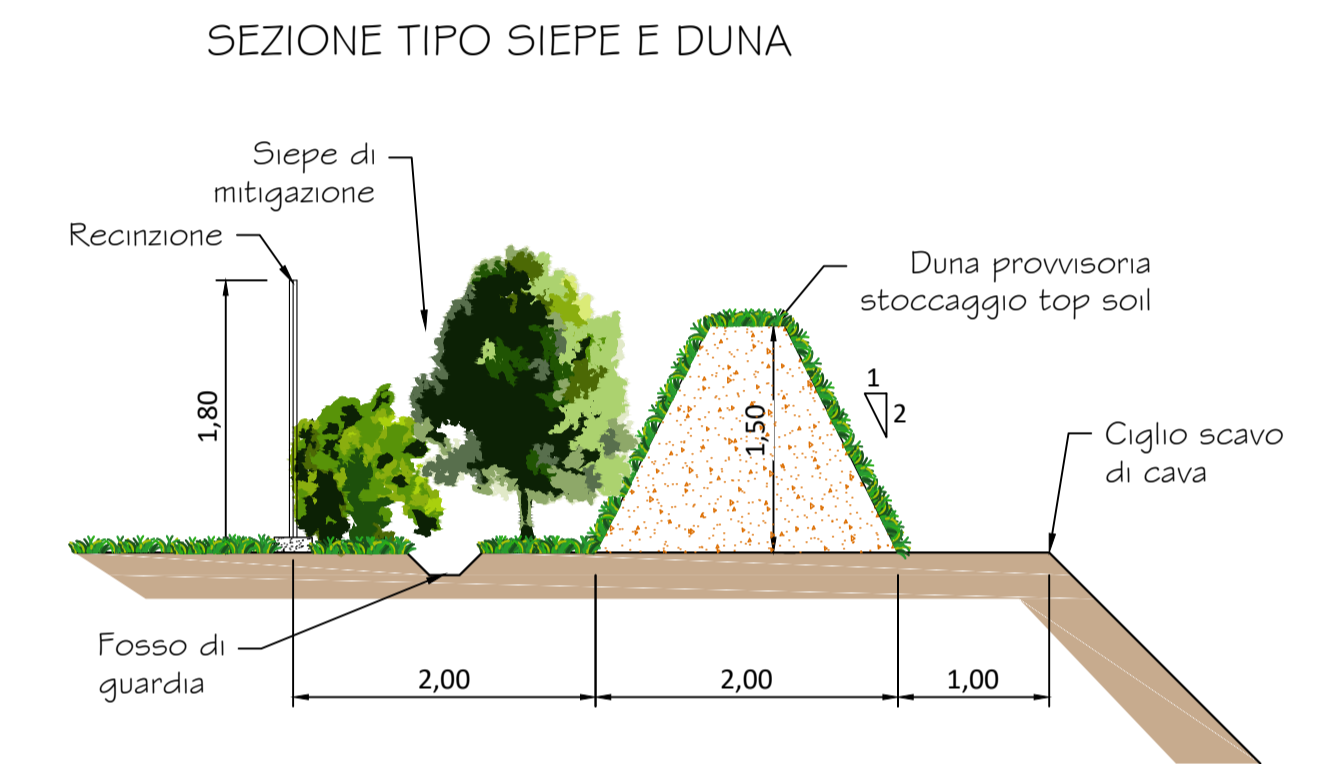 SEZIONE TIPO SIEPE E DUNA
Siepe di
mitigazione
Recinzione
Duna provvisoria
stoccaggio top soil
1,80
1,50
1
2
Ciglio scavo
di cava
Fosso di
guardia
2,00
2,00
1,00